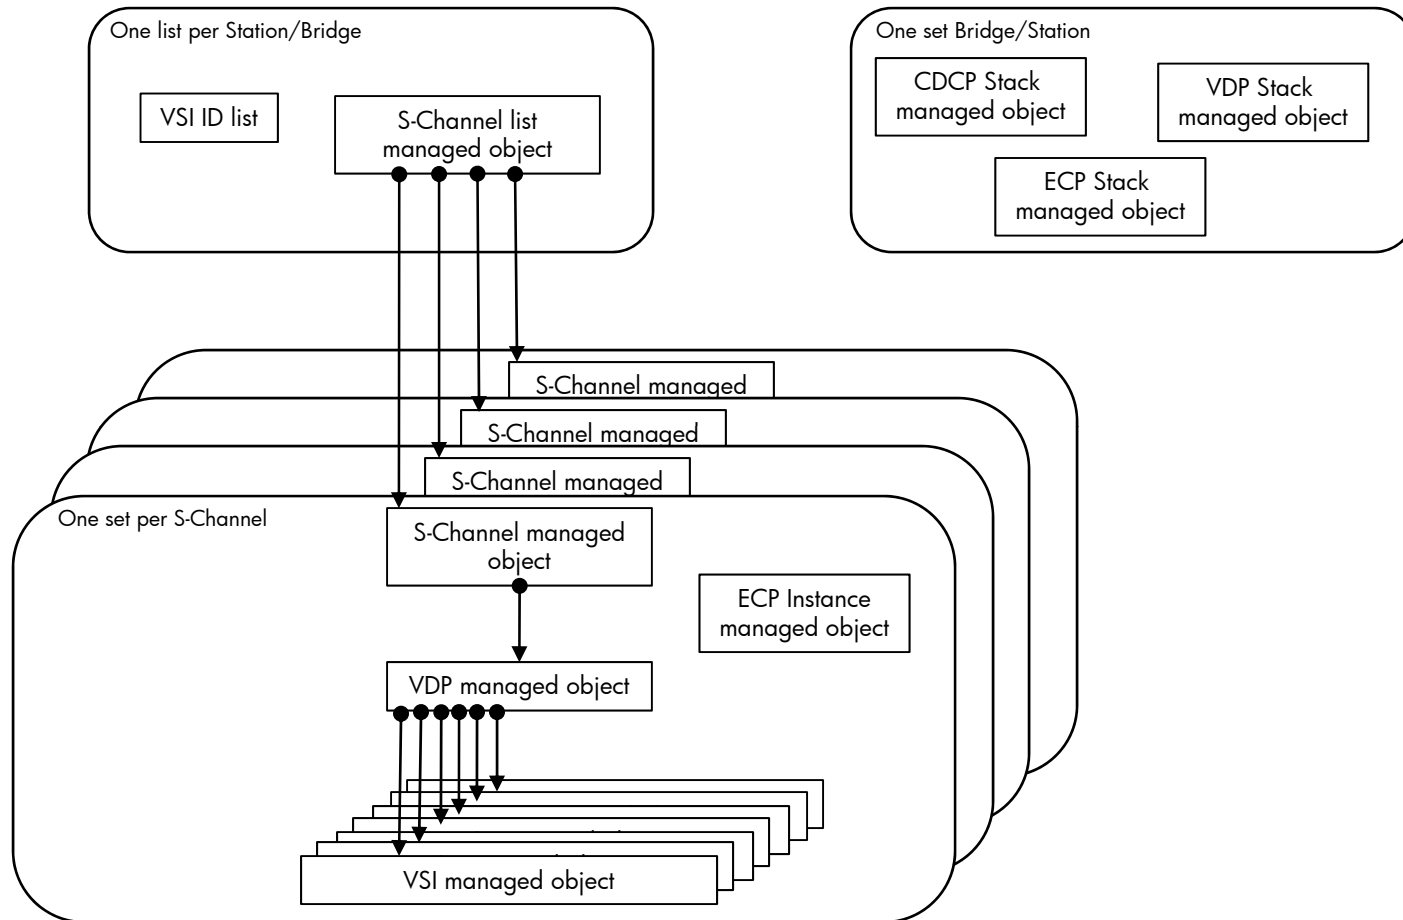 One list per Station/Bridge
VSI ID list
S-Channel list
managed object
One set Bridge/Station
CDCP Stack
managed object
VDP Stack
managed object
ECP Stack
managed object
S-Channel managed
S-Channel managed
S-Channel managed
One set per S-Channel
S-Channel managed
object
ECP Instance
managed object
VDP managed object
VSI managed object